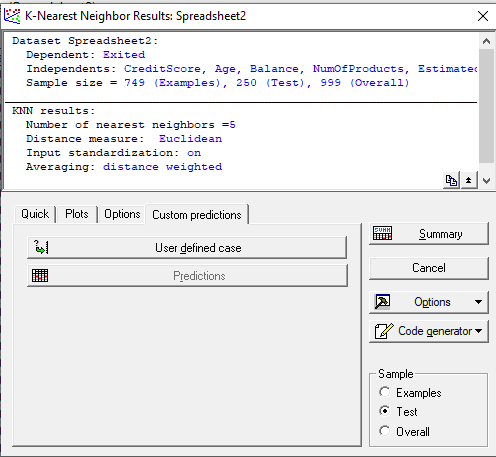 K-Nearest Neighbor Results: Spreadsheet2
Dataset Spreadsheet2:
Dependent: Exited
Independents: CreditScore, Age, Balance, NumOfProducts, Estimated
Sample size = 749 (Examples), 250 (Test), 999 (Overall)
KNN results:
Number of nearest neighbors =5
Distance measure: Euclidean
Input standardization: on
Averaging: distance weighted
Quick Plots Options Custom predictions
User defined case
Predictions
Summary
Cancel
Options
Code generator
Sample
Examples
Test
Overall